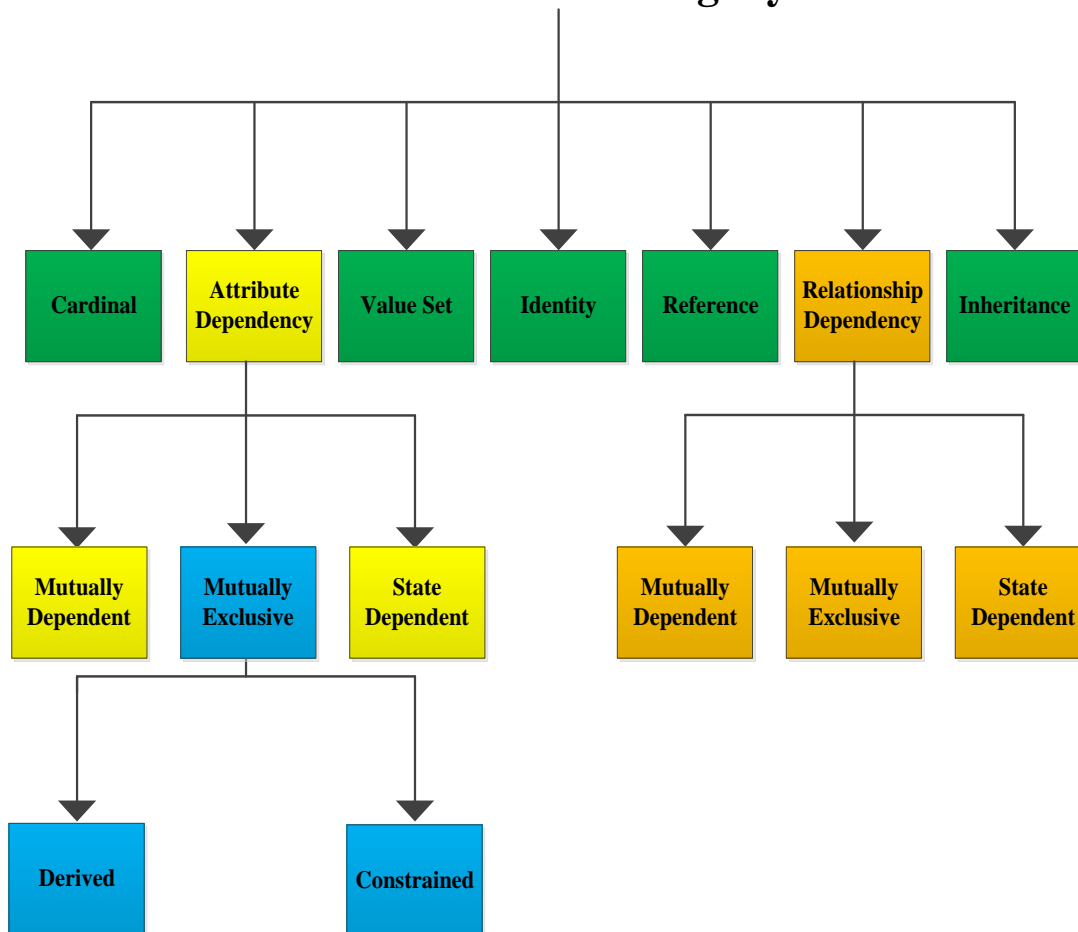 Cardinal
Attribute
Dependency
Value Set
Identity
Reference
Relationship
Dependency
Inheritance
Mutually
Dependent
Mutually
Exclusive
State
Dependent
Mutually
Dependent
Mutually
Exclusive
State
Dependent
Derived
Constrained